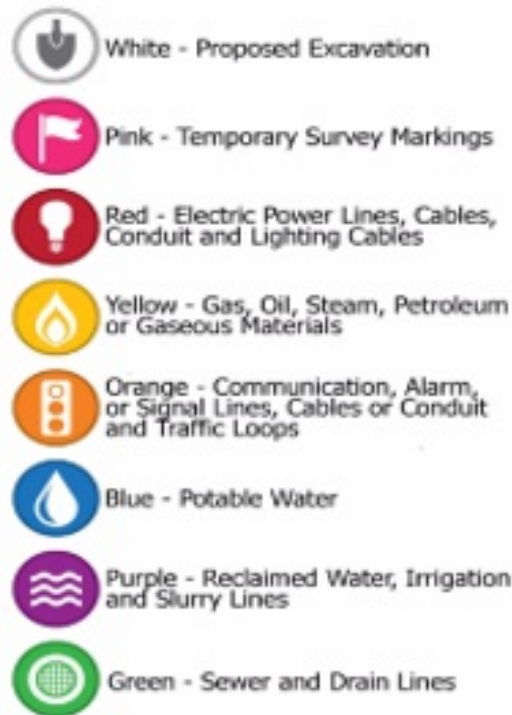 White - Proposed Excavation
Pink - Temporary Survey Markings
Red - Electric Power Lines, Cables,
Conduit and Lighting Cables
Yellow - Gas, Oil, Steam, Petroleum
or Gaseous Materials
Orange - Communication, Alarm,
or Signal Lines, Cables or Conduit
and Traffic Loops
Blue - Potable Water
Purple - Reclaimed Water, Irrigation
and Slurry Lines
Green - Sewer and Drain Lines